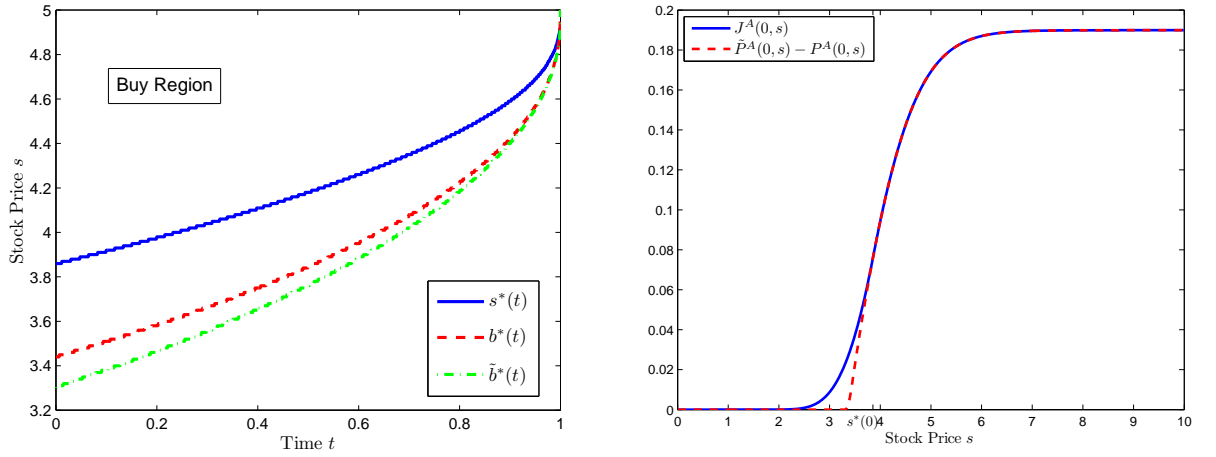 5
4.8
4.6
4.4
4.2
4
3.8
3.6
3.4
3.2
Stock Price s
Buy Region
s*(t)
b*(t)
b̃*(t)
0 0.2 0.4 0.6 0.8 1
Time t
0.2
0.18
0.16
0.14
0.12
0.1
0.08
0.06
0.04
0.02
0
J^A(0, s)
P̃^A(0, s) − P^A(0, s)
0 1 2 3 s*(0) 4 5 6 7 8 9 10
Stock Price s